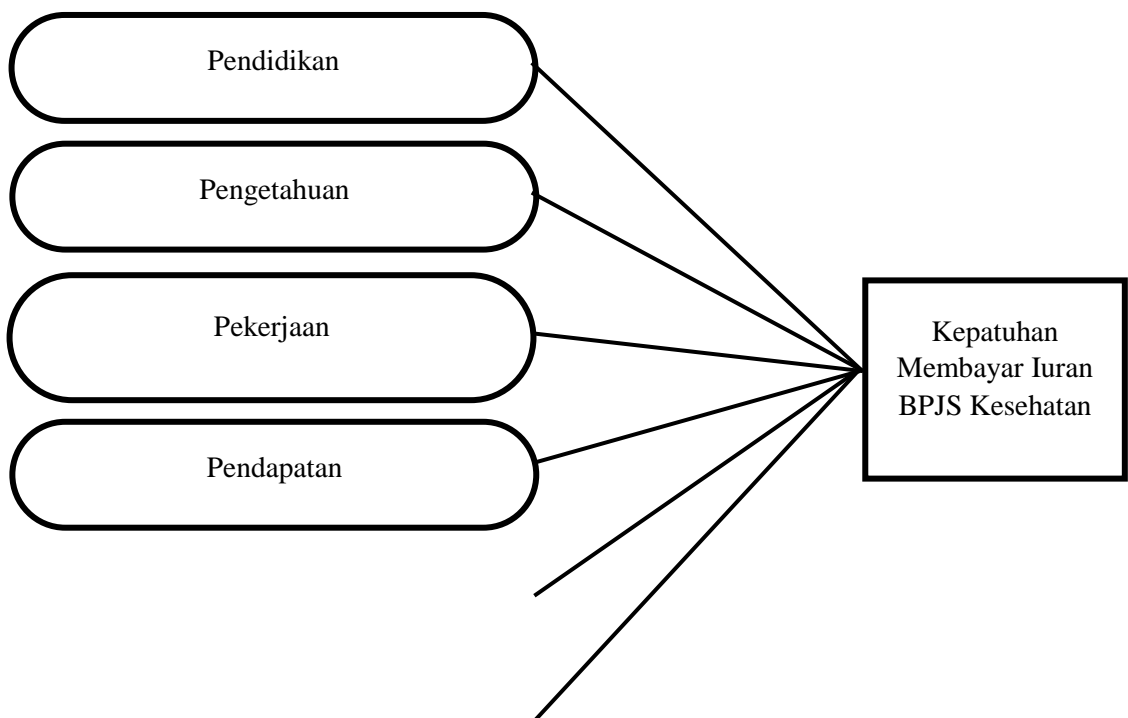 Pendidikan
Pengetahuan
Pekerjaan
Pendapatan
Kepatuhan
Membayar Iuran
BPJS Kesehatan